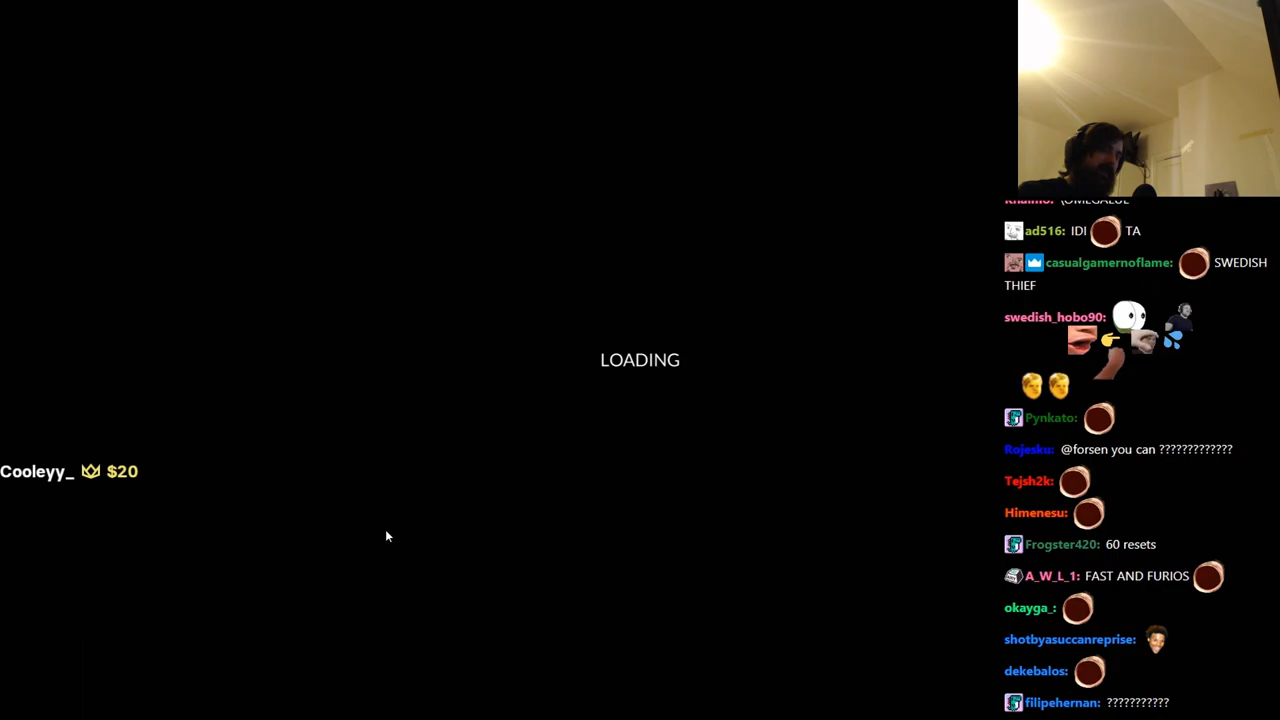 ad516: IDI TA
casualgamernoflame: SWEDISH
THIEF
swedish_hobo90:
LOADING
Pynkato:
Rojesku: @forsen you can ?????????????
Cooleyy_ $20
Tejsh2k:
Himenesu:
Frogster420: 60 resets
A_W_L_1: FAST AND FURIOS
okayga_:
shotbyasuccanreprise:
dekebalos:
filipehernan: ???????????